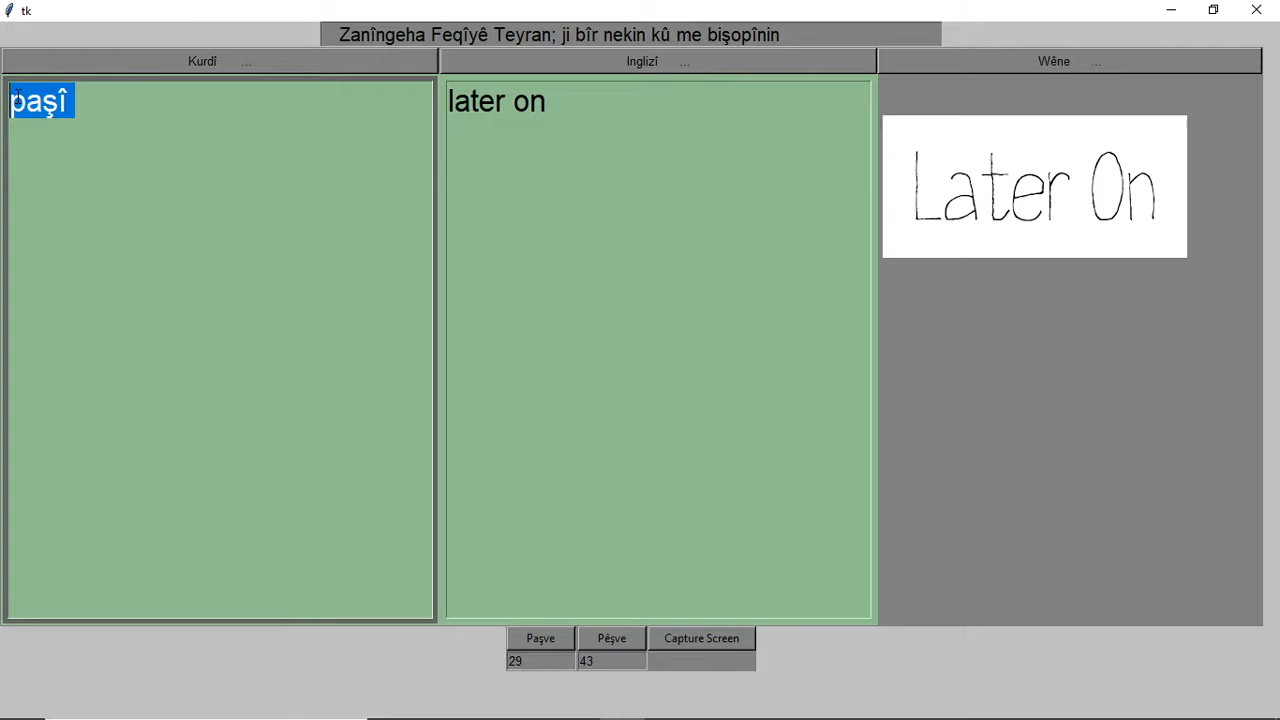 tk
Zanîngeha Feqîyê Teyran; ji bîr nekin kû me bişopînin
Kurdî ...
Inglizî ...
Wêne ...
paşî
later on
Later On
Paşve
Pêşve
Capture Screen
29
43